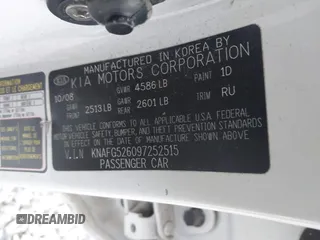 MANUFACTURED IN KOREA BY
KIA MOTORS CORPORATION
10/08 GVWR 4586 LB PAINT 1D
GAWR FRONT 2513 LB GAWR REAR 2601 LB TRIM RU
THIS VEHICLE CONFORMS TO ALL APPLICABLE U.S.A FEDERAL
MOTOR VEHICLE SAFETY, BUMPER, AND THEFT PREVENTION
STANDARDS IN EFFECT ON THE DATE OF MANUFACTURE SHOWN ABOVE.
V.I.N KNAFG526097252515
PASSENGER CAR
DREAMBID